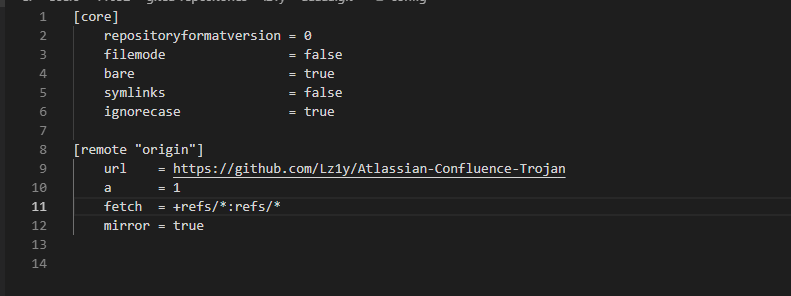 1 [core]
2 repositoryformatversion = 0
3 filemode = false
4 bare = true
5 symlinks = false
6 ignorecase = true
7
8 [remote "origin"]
9 url = https://github.com/Lz1y/Atlassian-Confluence-Trojan
10 a = 1
11 fetch = +refs/*:refs/*
12 mirror = true
13
14